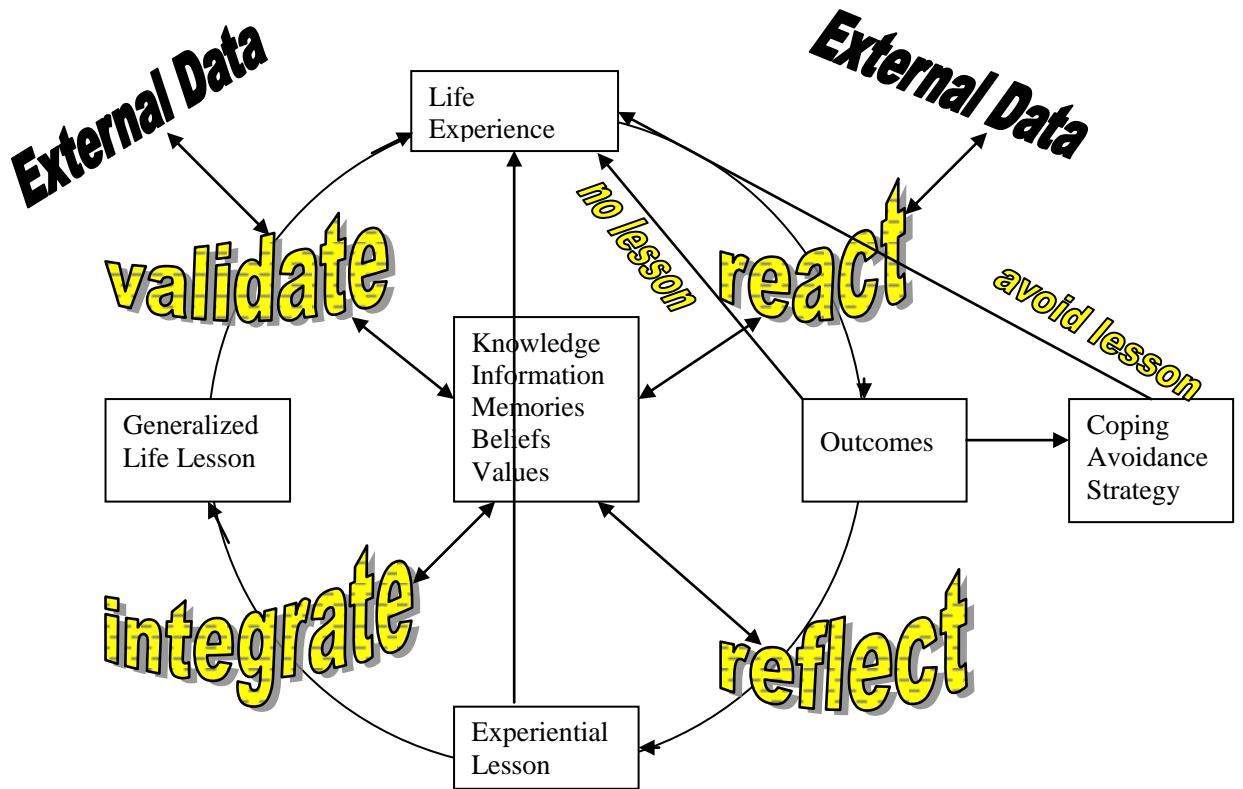 External Data
External Data
Life
Experience
no lesson
validate
react
avoid lesson
Knowledge
Information
Memories
Beliefs
Values
Generalized
Life Lesson
Outcomes
Coping
Avoidance
Strategy
integrate
reflect
Experiential
Lesson